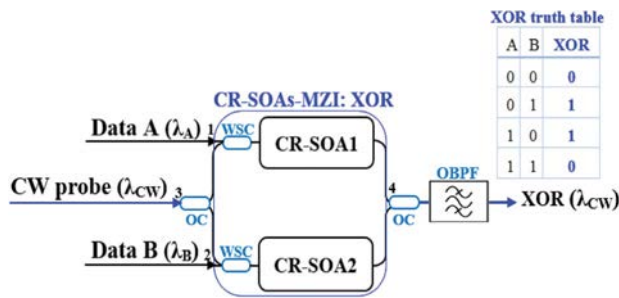 XOR truth table
A B XOR
0 0 0
0 1 1
1 0 1
1 1 0
CR-SOAs-MZI: XOR
Data A (λA) 1 WSC
CR-SOA1
CW probe (λCW) 3
OC
4
OC
OBPF
XOR (λCW)
Data B (λB) 2 WSC
CR-SOA2